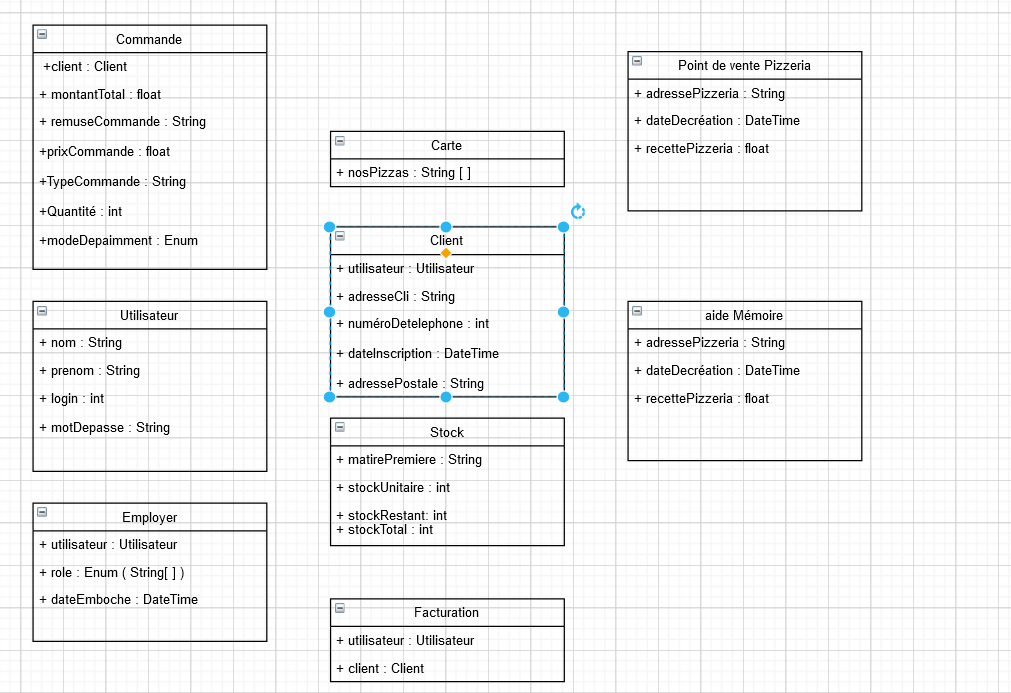 Commande
+client : Client
+ montantTotal : float
+ remuseCommande : String
+prixCommande : float
+TypeCommande : String
+Quantité : int
+modeDepaimment : Enum
Utilisateur
+ nom : String
+ prenom : String
+ login : int
+ motDepasse : String
Employer
+ utilisateur : Utilisateur
+ role : Enum ( String[ ] )
+ dateEmboche : DateTime
Carte
+ nosPizzas : String [ ]
Client
+ utilisateur : Utilisateur
+ adresseCli : String
+ numéroDetelephone : int
+ dateInscription : DateTime
+ adressePostale : String
Stock
+ matirePremiere : String
+ stockUnitaire : int
+ stockRestant: int
+ stockTotal : int
Facturation
+ utilisateur : Utilisateur
+ client : Client
Point de vente Pizzeria
+ adressePizzeria : String
+ dateDecréation : DateTime
+ recettePizzeria : float
aide Mémoire
+ adressePizzeria : String
+ dateDecréation : DateTime
+ recettePizzeria : float